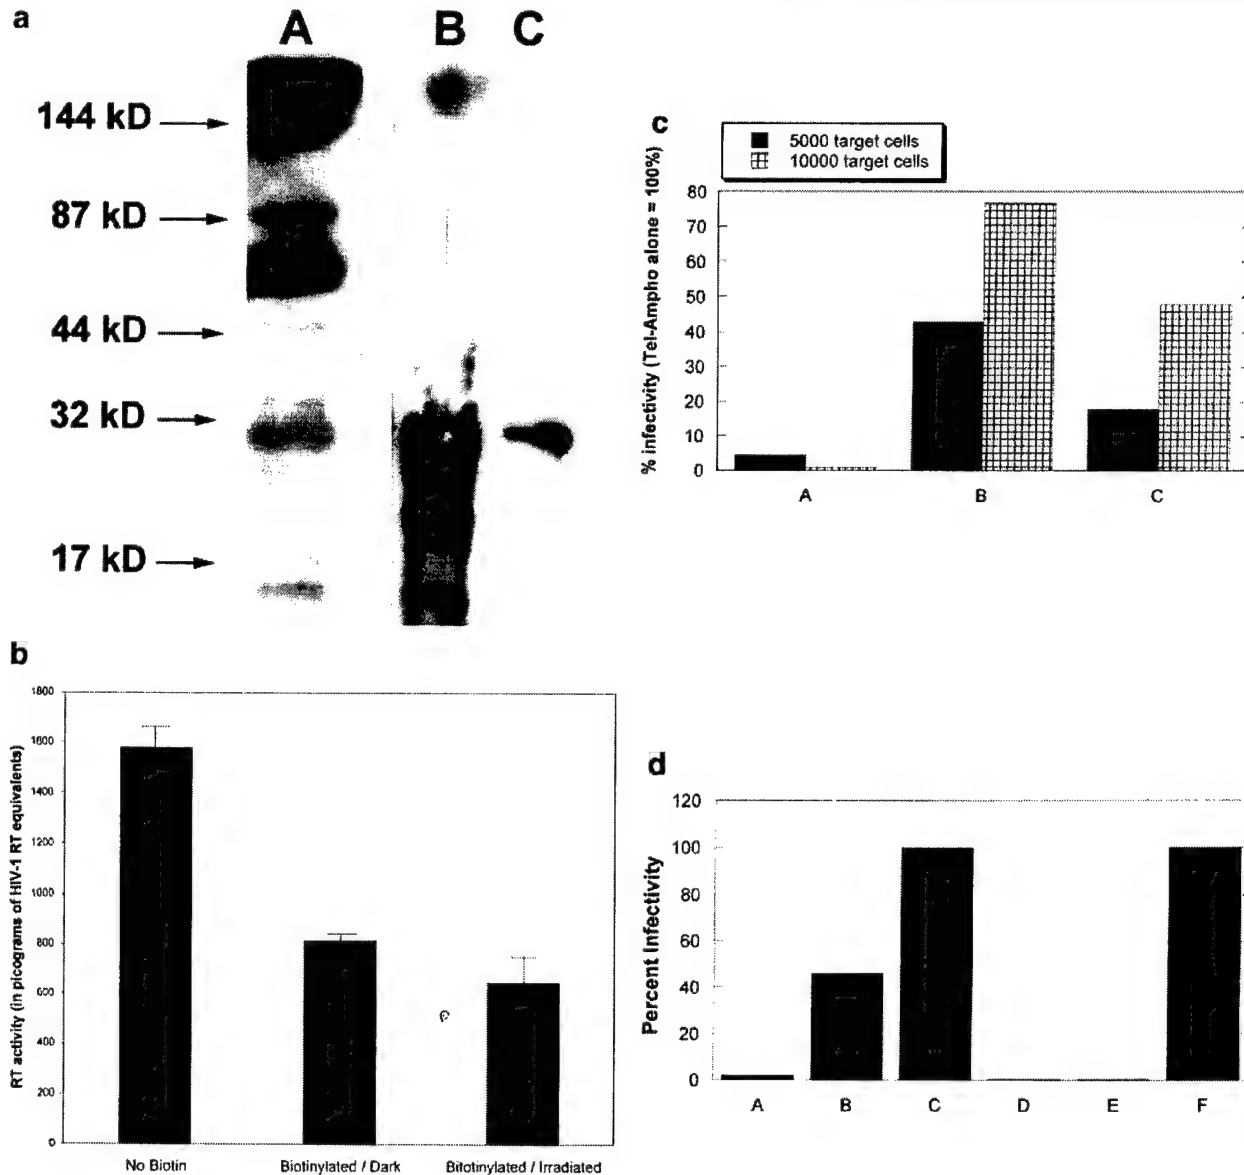 a
A B C
144 kD
87 kD
44 kD
32 kD
17 kD
b
RT activity (in picograms of HIV-1 RT equivalents)
1800
1600
1400
1200
1000
800
600
400
200
0
No Biotin
Biotinylated / Dark
Bitotinylated / Irradiated
c
5000 target cells
10000 target cells
% infectivity (Tel-Ampho alone = 100%)
80
70
60
50
40
30
20
10
0
A B C
d
Percent Infectivity
120
100
80
60
40
20
0
A B C D E F